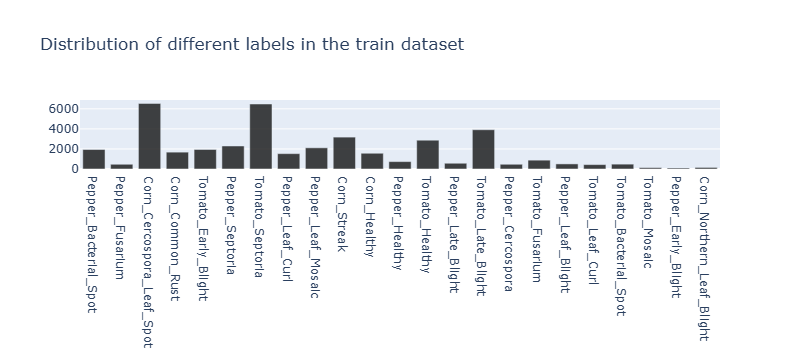 Distribution of different labels in the train dataset
6000
4000
2000
0
Pepper_Bacterial_Spot
Pepper_Fusarium
Corn_Cercospora_Leaf_Spot
Corn_Common_Rust
Tomato_Early_Blight
Pepper_Septoria
Tomato_Septoria
Pepper_Leaf_Curl
Pepper_Leaf_Mosaic
Corn_Streak
Corn_Healthy
Pepper_Healthy
Tomato_Healthy
Pepper_Late_Blight
Tomato_Late_Blight
Pepper_Cercospora
Tomato_Fusarium
Pepper_Leaf_Blight
Tomato_Leaf_Curl
Tomato_Bacterial_Spot
Tomato_Mosaic
Pepper_Early_Blight
Corn_Northern_Leaf_Blight